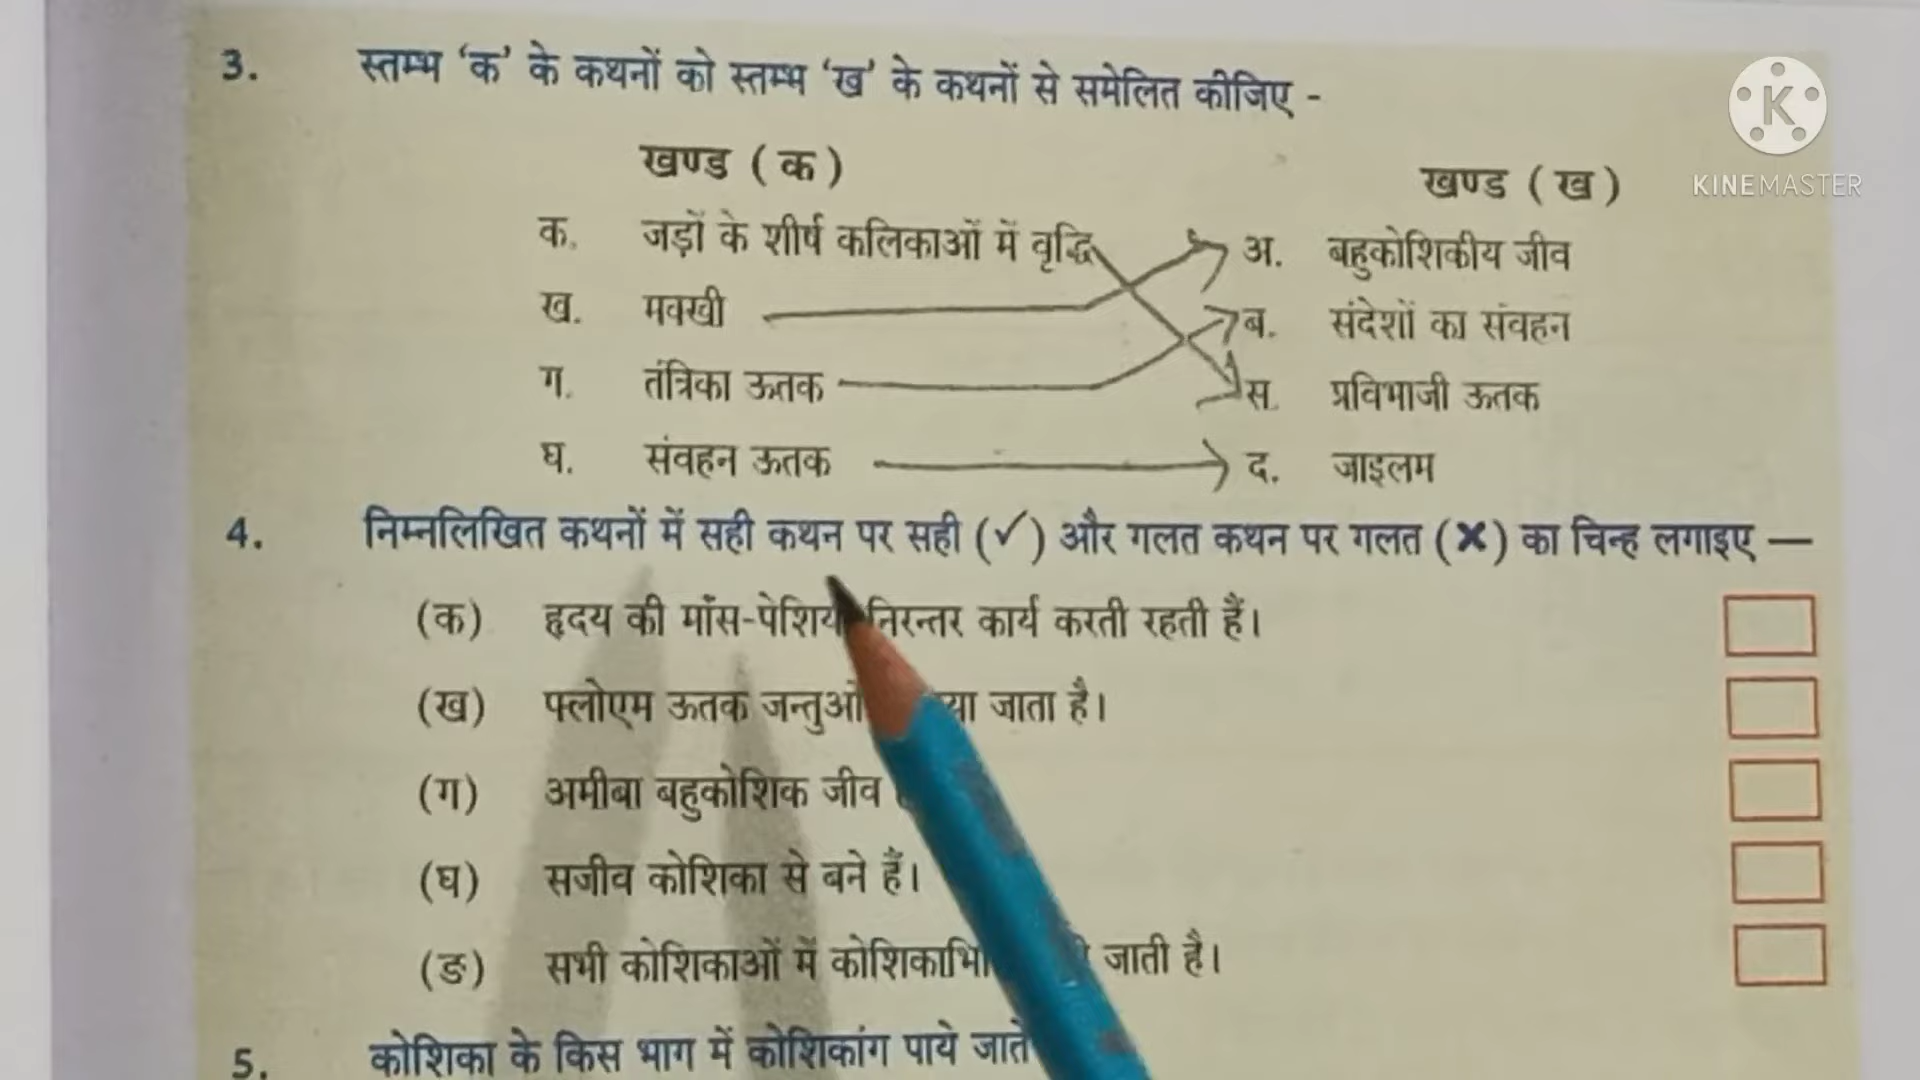 3. स्तम्भ ‘क’ के कथनों को स्तम्भ ‘ख’ के कथनों से समेलित कीजिए -
K
KINEMASTER
खण्ड ( क ) खण्ड ( ख )
क. जड़ों के शीर्ष कलिकाओं में वृद्धि अ. बहुकोशिकीय जीव
ख. मक्खी ब. संदेशों का संवहन
ग. तंत्रिका ऊतक स. प्रविभाजी ऊतक
घ. संवहन ऊतक द. जाइलम
4. निम्नलिखित कथनों में सही कथन पर सही (✓) और गलत कथन पर गलत (✗) का चिन्ह लगाइए —
(क) हृदय की माँस-पेशिय निरन्तर कार्य करती रहती हैं।
(ख) फ्लोएम ऊतक जन्तुओं जाता है।
(ग) अमीबा बहुकोशिक जीव
(घ) सजीव कोशिका से बने हैं।
(ङ) सभी कोशिकाओं में कोशिकाभि जाती है।
5. कोशिका के किस भाग में कोशिकांग पाये जाते